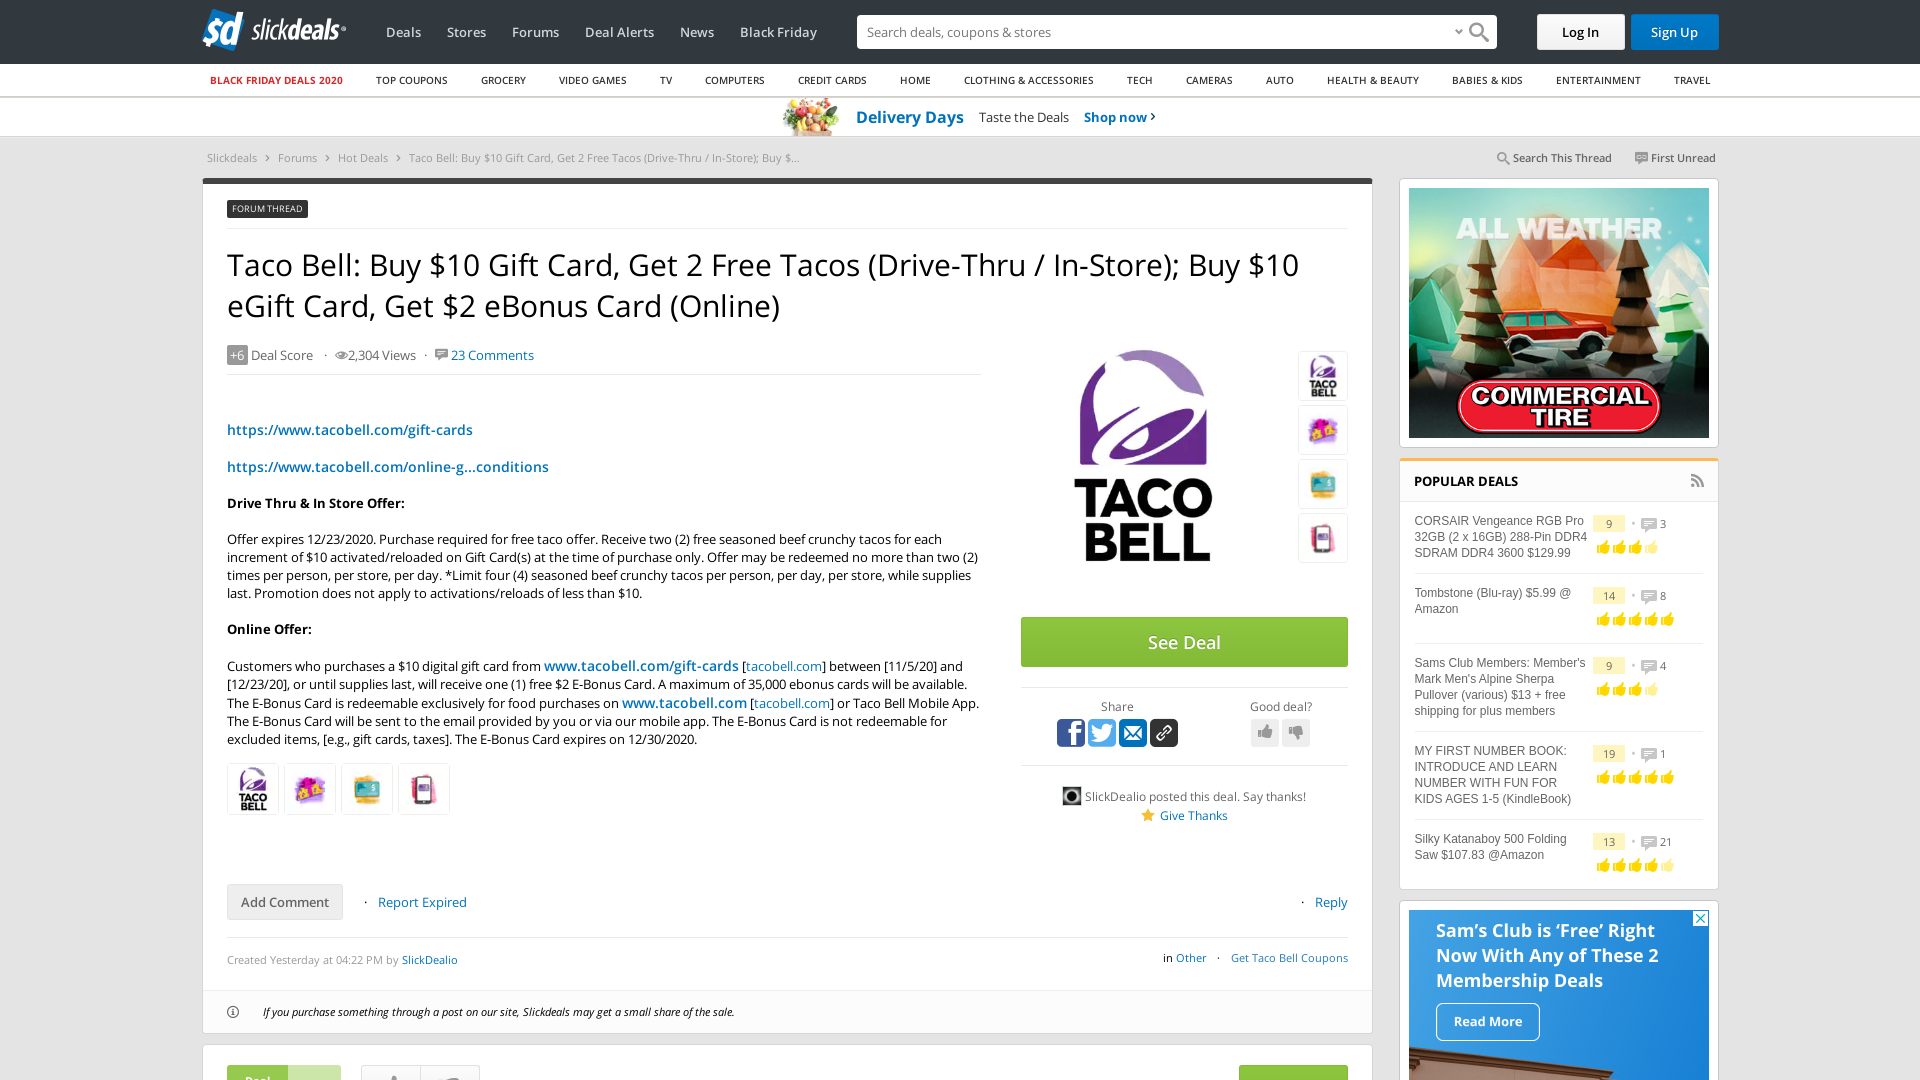 sd slickdeals
Deals Stores Forums Deal Alerts News Black Friday
Search deals, coupons & stores
Log In
Sign Up
BLACK FRIDAY DEALS 2020 TOP COUPONS GROCERY VIDEO GAMES TV COMPUTERS CREDIT CARDS HOME CLOTHING & ACCESSORIES TECH CAMERAS AUTO HEALTH & BEAUTY BABIES & KIDS ENTERTAINMENT TRAVEL
Delivery Days Taste the Deals Shop now ›
Slickdeals › Forums › Hot Deals › Taco Bell: Buy $10 Gift Card, Get 2 Free Tacos (Drive-Thru / In-Store); Buy $...
Search This Thread First Unread
FORUM THREAD
Taco Bell: Buy $10 Gift Card, Get 2 Free Tacos (Drive-Thru / In-Store); Buy $10
eGift Card, Get $2 eBonus Card (Online)
+6 Deal Score · 2,304 Views · 23 Comments
https://www.tacobell.com/gift-cards
https://www.tacobell.com/online-g...conditions
Drive Thru & In Store Offer:
Offer expires 12/23/2020. Purchase required for free taco offer. Receive two (2) free seasoned beef crunchy tacos for each
increment of $10 activated/reloaded on Gift Card(s) at the time of purchase only. Offer may be redeemed no more than two (2)
times per person, per store, per day. *Limit four (4) seasoned beef crunchy tacos per person, per day, per store, while supplies
last. Promotion does not apply to activations/reloads of less than $10.
Online Offer:
Customers who purchases a $10 digital gift card from www.tacobell.com/gift-cards [tacobell.com] between [11/5/20] and
[12/23/20], or until supplies last, will receive one (1) free $2 E-Bonus Card. A maximum of 35,000 ebonus cards will be available.
The E-Bonus Card is redeemable exclusively for food purchases on www.tacobell.com [tacobell.com] or Taco Bell Mobile App.
The E-Bonus Card will be sent to the email provided by you or via our mobile app. The E-Bonus Card is not redeemable for
excluded items, [e.g., gift cards, taxes]. The E-Bonus Card expires on 12/30/2020.
TACO
BELL
TACO
BELL
TACO
BELL
See Deal
Share
Good deal?
SlickDealio posted this deal. Say thanks!
Give Thanks
Add Comment · Report Expired
· Reply
Created Yesterday at 04:22 PM by SlickDealio
in Other · Get Taco Bell Coupons
If you purchase something through a post on our site, Slickdeals may get a small share of the sale.
ALL WEATHER
COMMERCIAL
TIRE
POPULAR DEALS
CORSAIR Vengeance RGB Pro
32GB (2 x 16GB) 288-Pin DDR4
SDRAM DDR4 3600 $129.99
9 · 3
Tombstone (Blu-ray) $5.99 @
Amazon
14 · 8
Sams Club Members: Member's
Mark Men's Alpine Sherpa
Pullover (various) $13 + free
shipping for plus members
9 · 4
MY FIRST NUMBER BOOK:
INTRODUCE AND LEARN
NUMBER WITH FUN FOR
KIDS AGES 1-5 (KindleBook)
19 · 1
Silky Katanaboy 500 Folding
Saw $107.83 @Amazon
13 · 21
Sam's Club is 'Free' Right
Now With Any of These 2
Membership Deals
Read More